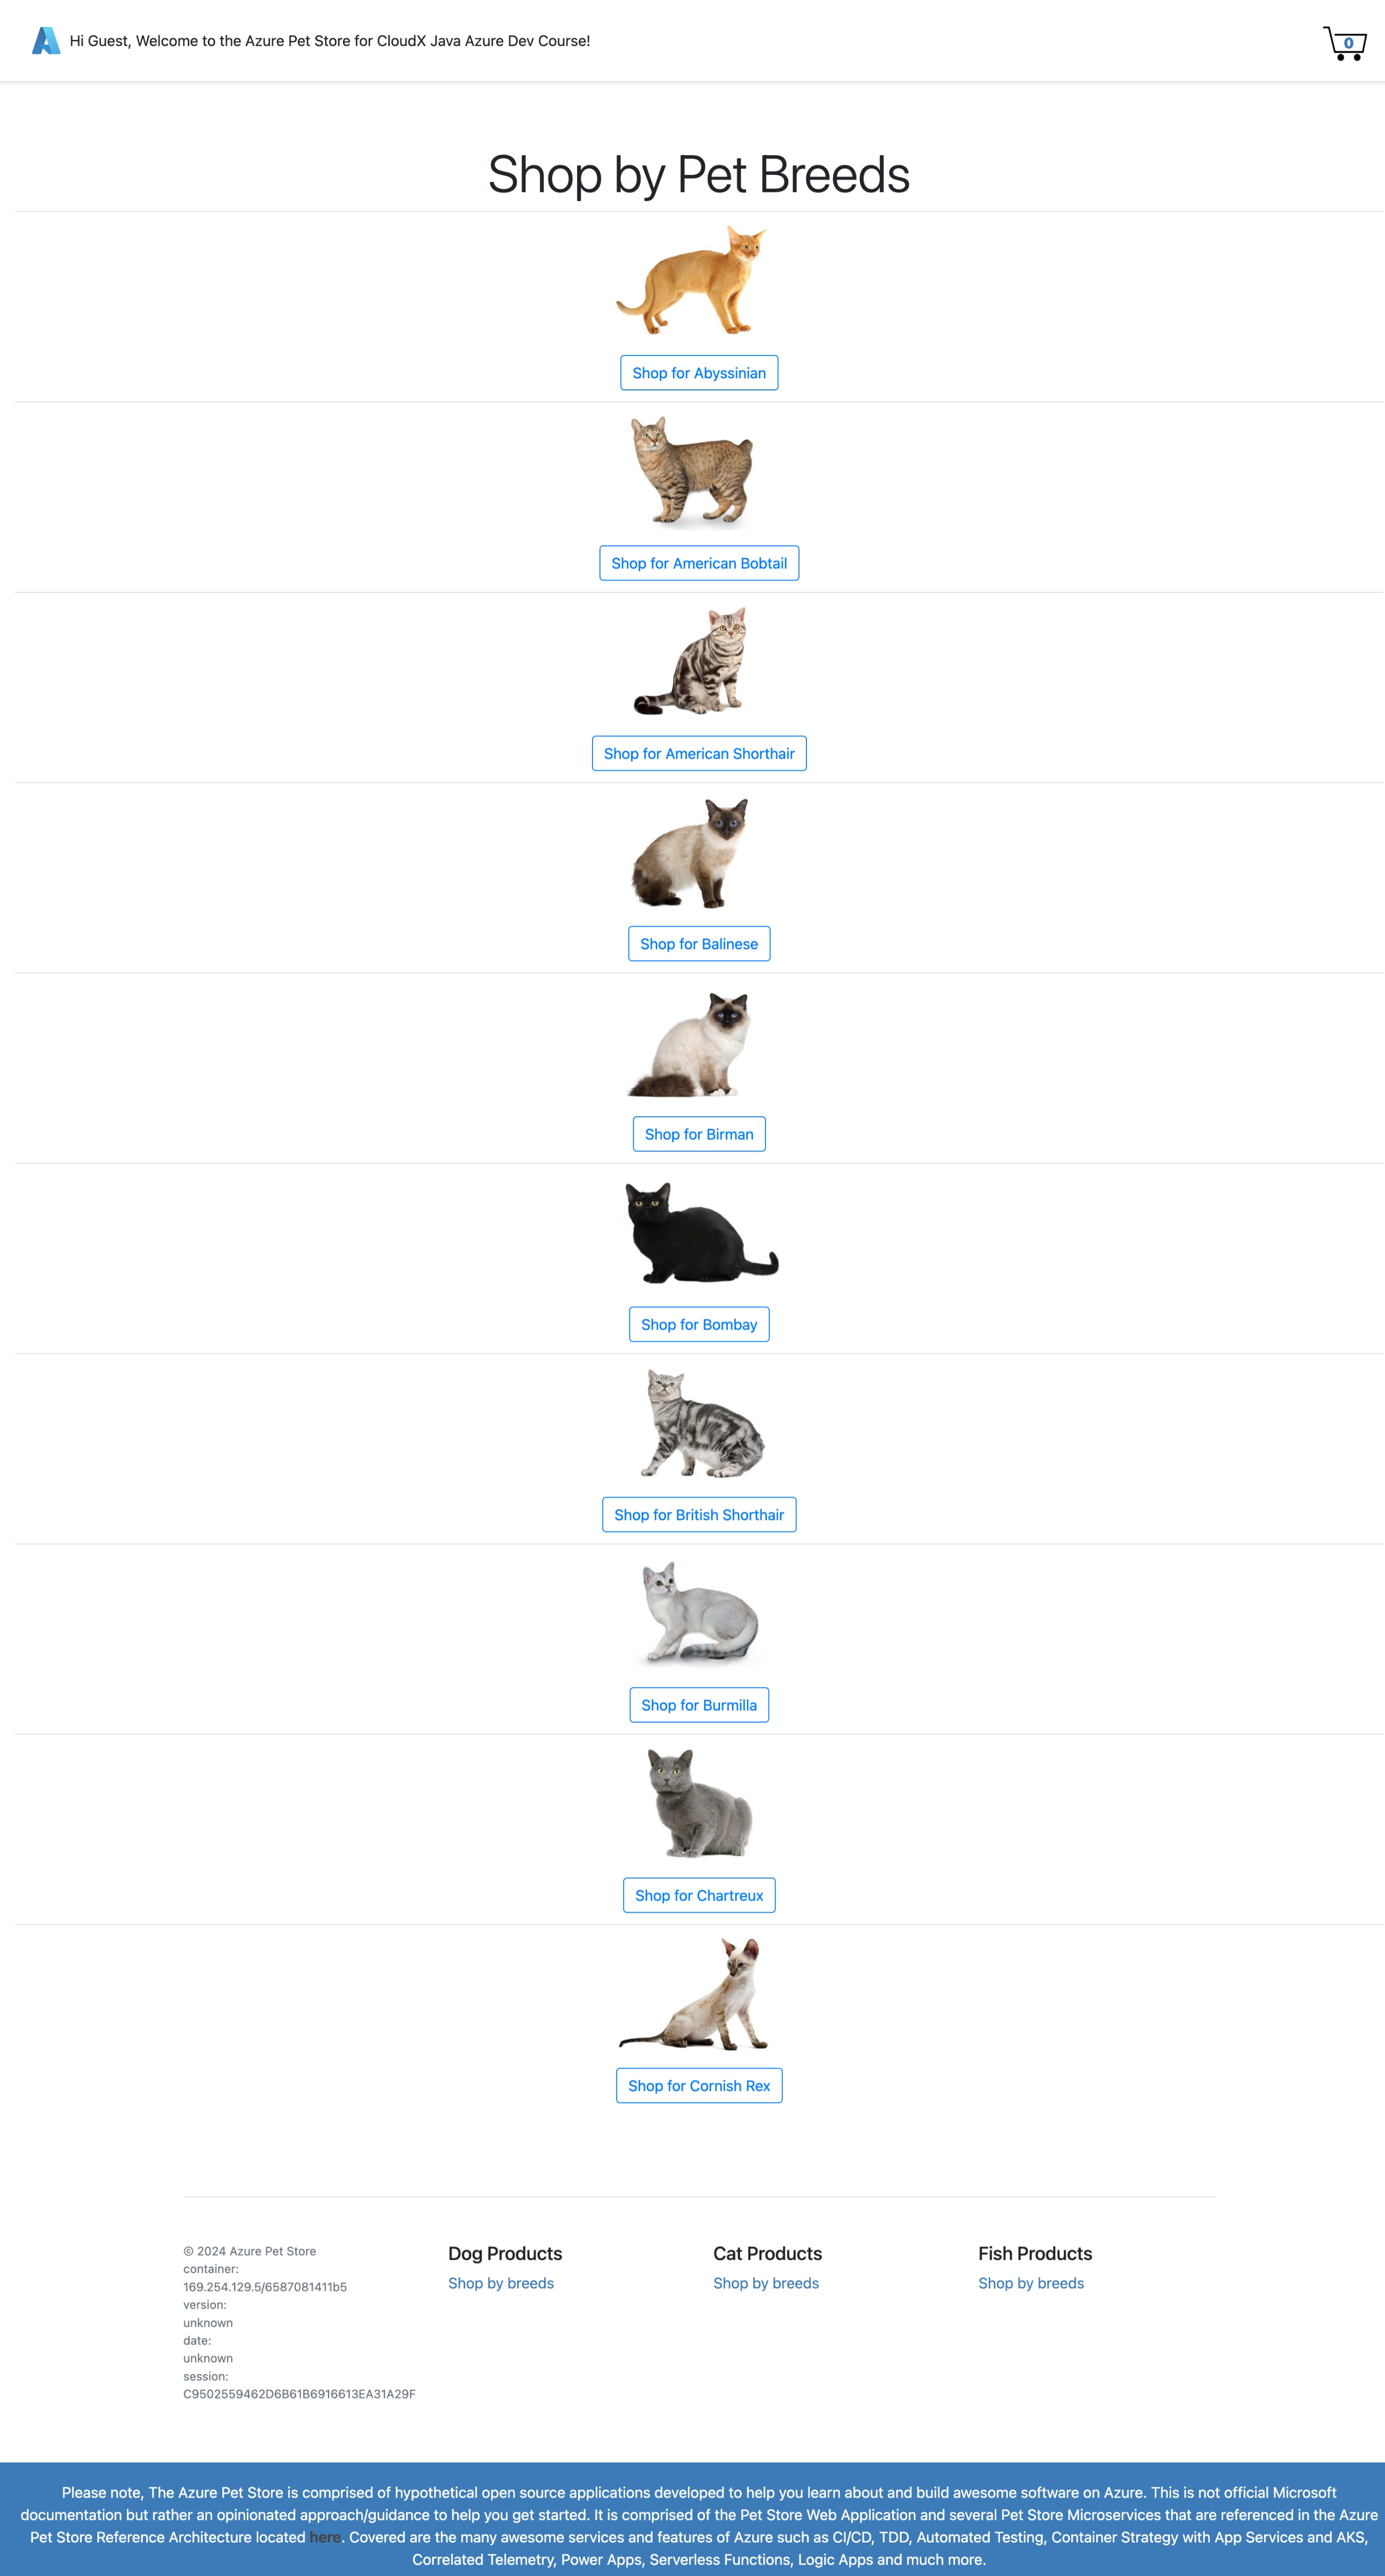 Hi Guest, Welcome to the Azure Pet Store for CloudX Java Azure Dev Course!
0
Shop by Pet Breeds
Shop for Abyssinian
Shop for American Bobtail
Shop for American Shorthair
Shop for Balinese
Shop for Birman
Shop for Bombay
Shop for British Shorthair
Shop for Burmilla
Shop for Chartreux
Shop for Cornish Rex
© 2024 Azure Pet Store
container:
169.254.129.5/6587081411b5
version:
unknown
date:
unknown
session:
C9502559462D6B61B6916613EA31A29F
Dog Products
Shop by breeds
Cat Products
Shop by breeds
Fish Products
Shop by breeds
Please note, The Azure Pet Store is comprised of hypothetical open source applications developed to help you learn about and build awesome software on Azure. This is not official Microsoft
documentation but rather an opinionated approach/guidance to help you get started. It is comprised of the Pet Store Web Application and several Pet Store Microservices that are referenced in the Azure
Pet Store Reference Architecture located here. Covered are the many awesome services and features of Azure such as CI/CD, TDD, Automated Testing, Container Strategy with App Services and AKS,
Correlated Telemetry, Power Apps, Serverless Functions, Logic Apps and much more.